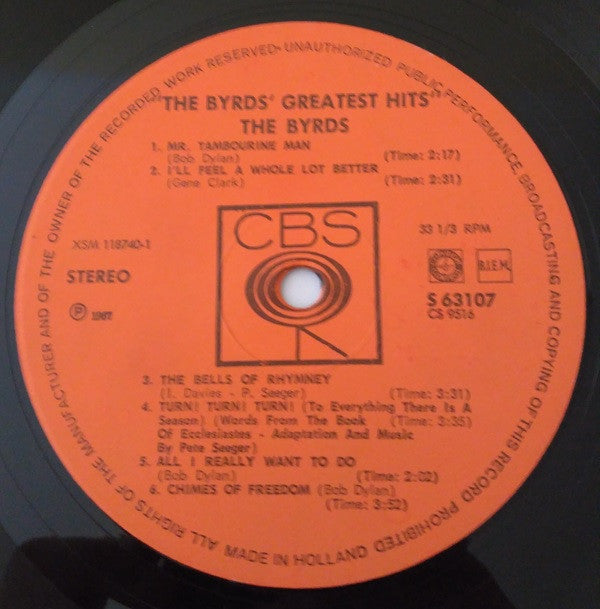 ALL RIGHTS OF THE MANUFACTURER AND OF THE OWNER OF THE RECORDED WORK RESERVED · UNAUTHORIZED PUBLIC PERFORMANCE, BROADCASTING AND COPYING OF THIS RECORD PROHIBITED
"THE BYRDS' GREATEST HITS"
THE BYRDS
1. MR. TAMBOURINE MAN
(Bob Dylan) (Time: 2:17)
2. I'LL FEEL A WHOLE LOT BETTER
(Gene Clark) (Time: 2:31)
CBS
XSM 118740-1
33 1/3 RPM
STEREO
B.I.E.M.
℗ 1967
S 63107
CS 9516
3. THE BELLS OF RHYMNEY
(I. Davies - P. Seeger) (Time: 3:31)
4. TURN! TURN! TURN! (To Everything There Is A
Season) (Words From The Book (Time: 3:35)
Of Ecclesiastes - Adaptation And Music
By Pete Seeger)
5. ALL I REALLY WANT TO DO
(Bob Dylan) (Time: 2:02)
6. CHIMES OF FREEDOM (Bob Dylan)
(Time: 3:52)
MADE IN HOLLAND